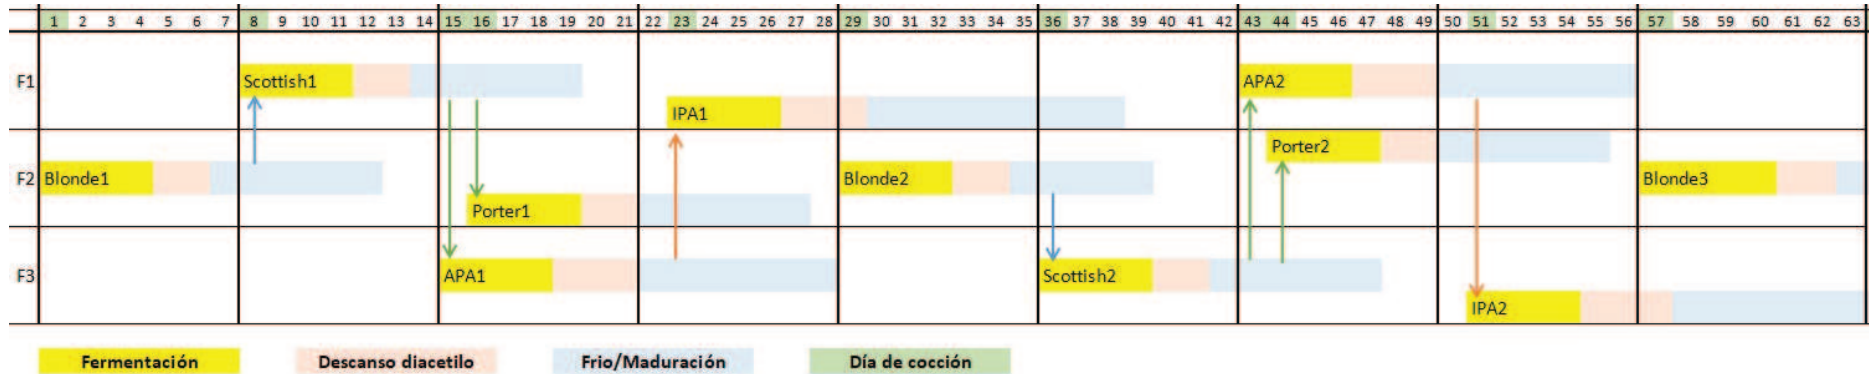 1 2 3 4 5 6 7 8 9 10 11 12 13 14 15 16 17 18 19 20 21 22 23 24 25 26 27 28 29 30 31 32 33 34 35 36 37 38 39 40 41 42 43 44 45 46 47 48 49 50 51 52 53 54 55 56 57 58 59 60 61 62 63
F1 Scottish1 APA2
IPA1
Porter2
F2 Blonde1 Blonde2 Blonde3
Porter1
F3 APA1 Scottish2
IPA2
Fermentación Descanso diacetilo Frio/Maduración Día de cocción